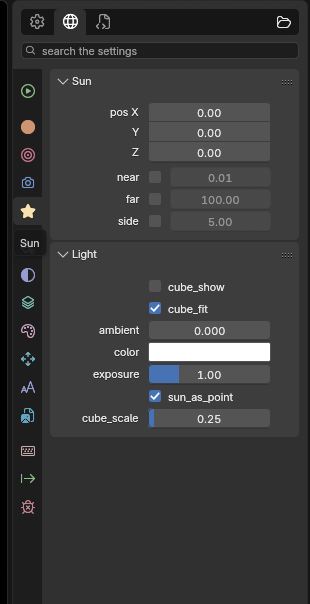 search the settings
Sun
pos X 0.00
Y 0.00
Z 0.00
near 0.01
far 100.00
side 5.00
Sun
Light
cube_show
cube_fit
ambient 0.000
color
exposure 1.00
sun_as_point
cube_scale 0.25